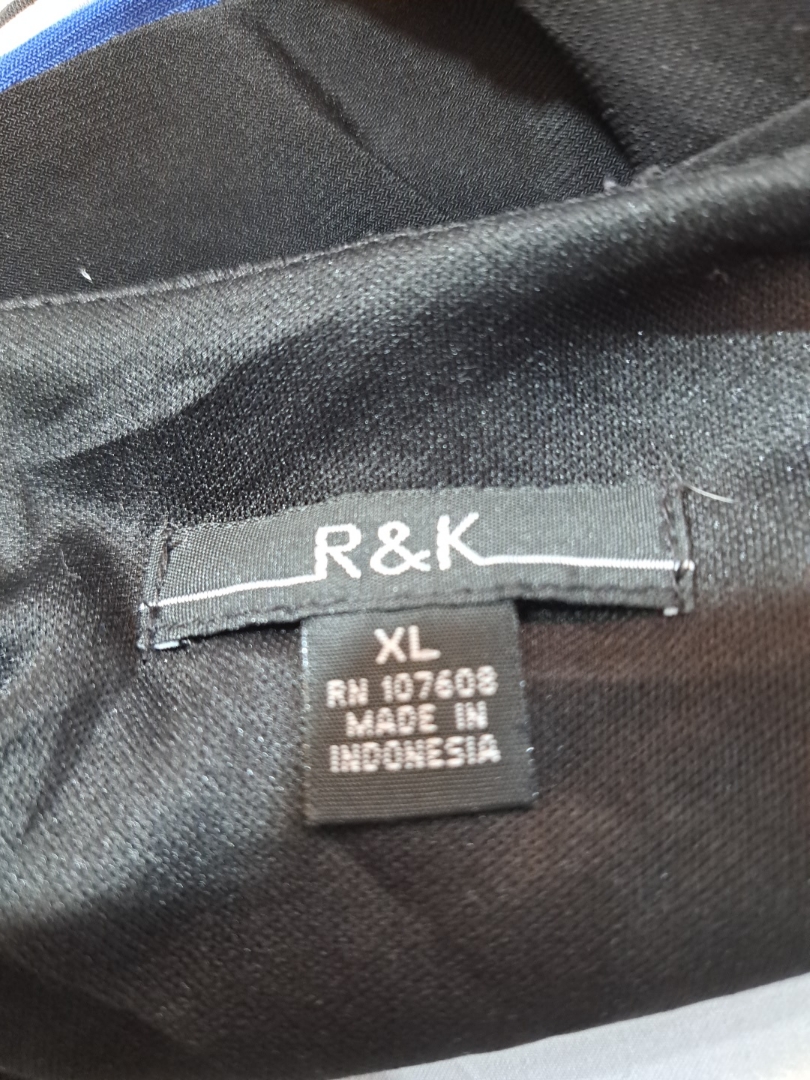 R&K
XL
RN 107608
MADE IN
INDONESIA